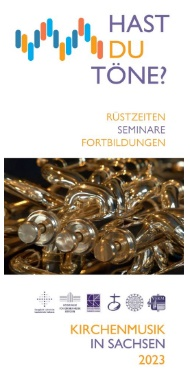 HAST
DU
TÖNE?
RÜSTZEITEN
SEMINARE
FORTBILDUNGEN
KIRCHENMUSIK
IN SACHSEN
2023